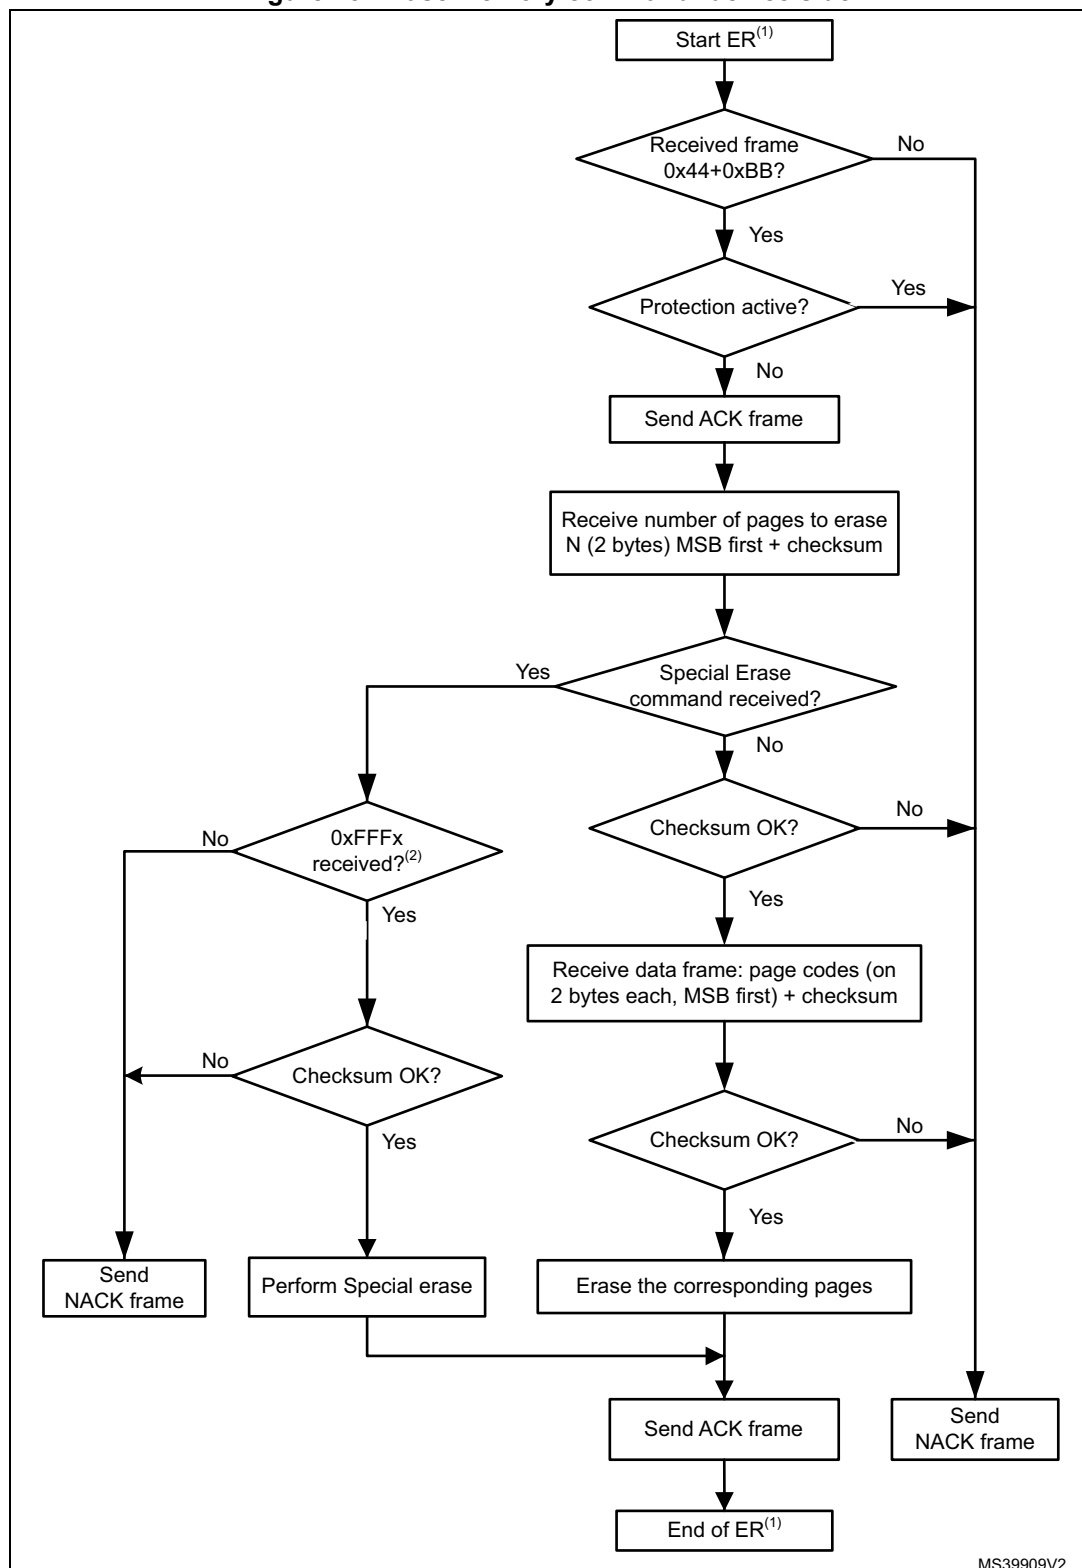 Start ER(1)
Received frame
0x44+0xBB?
No
Yes
Protection active?
Yes
No
Send ACK frame
Receive number of pages to erase
N (2 bytes) MSB first + checksum
Special Erase
command received?
Yes
No
Checksum OK?
No
Yes
0xFFFx
received?(2)
No
Yes
Receive data frame: page codes (on
2 bytes each, MSB first) + checksum
Checksum OK?
No
Yes
Checksum OK?
No
Yes
Send
NACK frame
Perform Special erase
Erase the corresponding pages
Send ACK frame
Send
NACK frame
End of ER(1)
MS39909V2